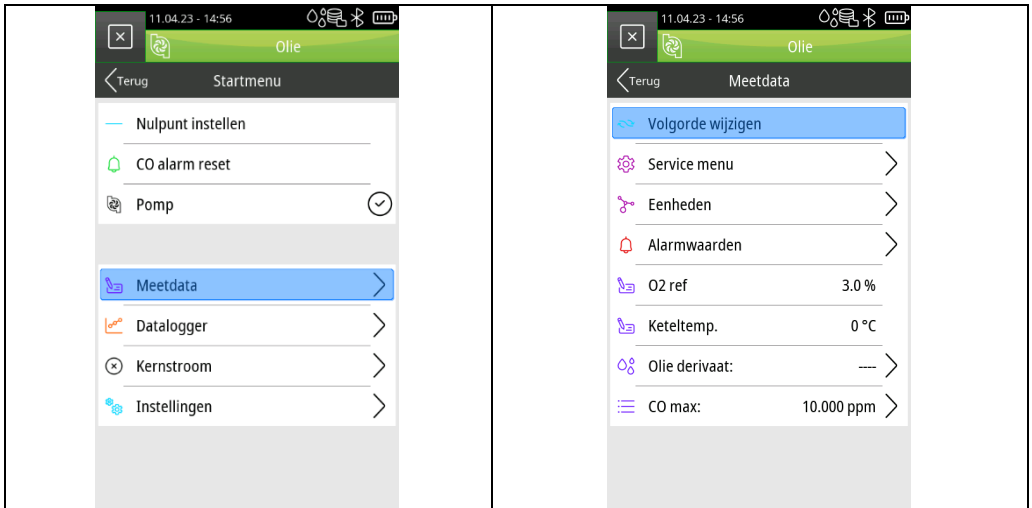 11.04.23 - 14:56
Olie
Terug Startmenu
Nulpunt instellen
CO alarm reset
Pomp
Meetdata
Datalogger
Kernstroom
Instellingen
11.04.23 - 14:56
Olie
Terug Meetdata
Volgorde wijzigen
Service menu
Eenheden
Alarmwaarden
O2 ref 3.0 %
Keteltemp. 0 °C
Olie derivaat: ----
CO max: 10.000 ppm